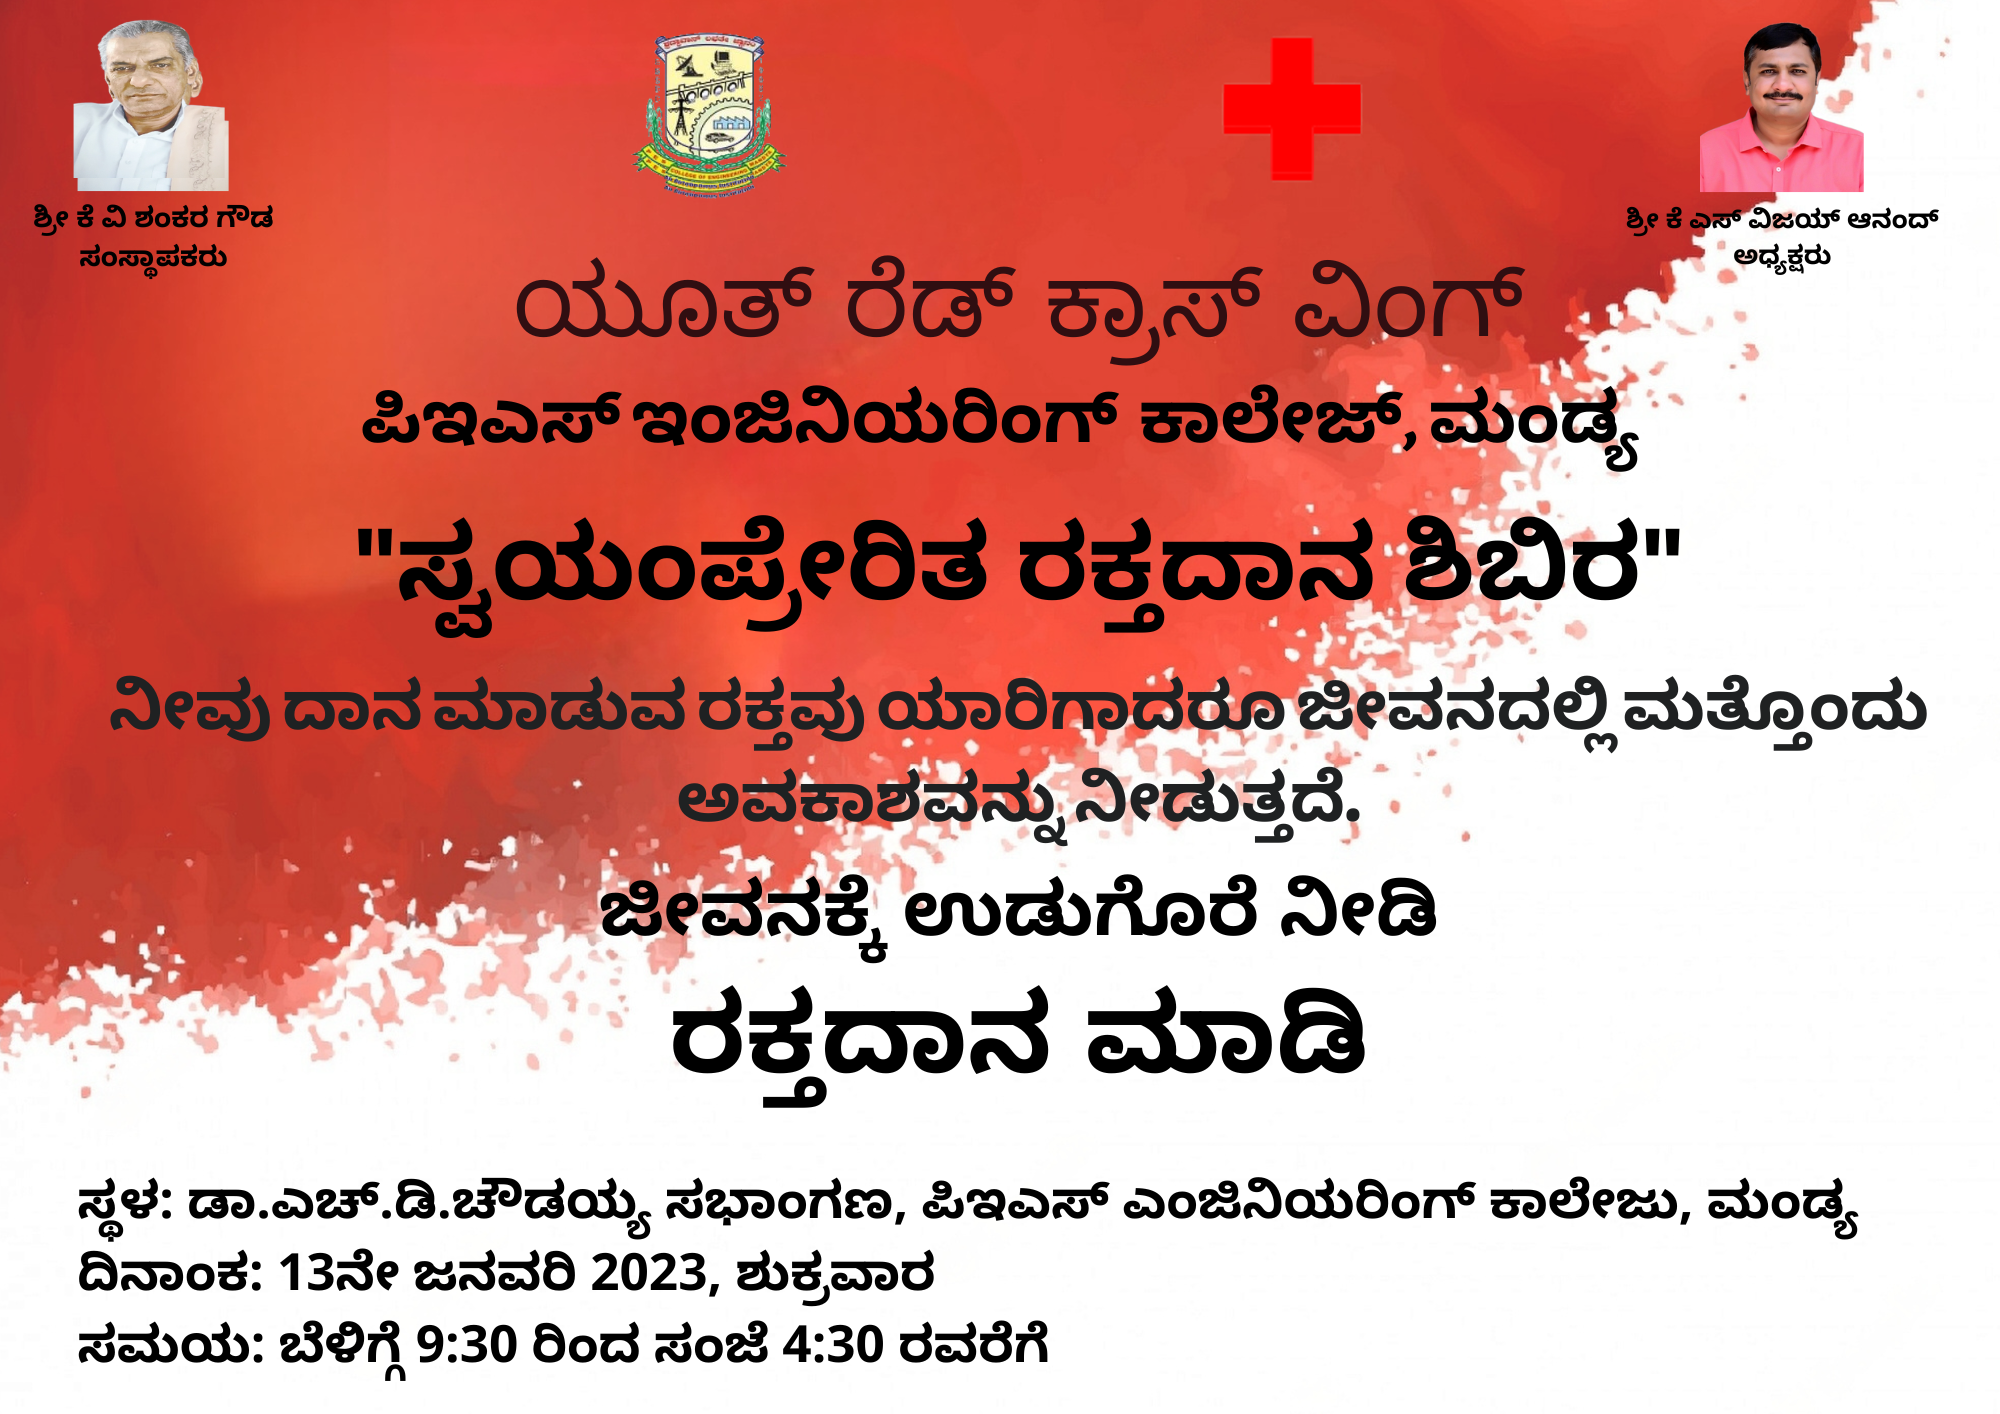 ಶ್ರೀ ಕೆ ವಿ ಶಂಕರ ಗೌಡ
ಸಂಸ್ಥಾಪಕರು
ಶ್ರೀ ಕೆ ಎಸ್ ವಿಜಯ್ ಆನಂದ್
ಅಧ್ಯಕ್ಷರು
ಯೂತ್ ರೆಡ್ ಕ್ರಾಸ್ ವಿಂಗ್
ಪಿಇಎಸ್ ಇಂಜಿನಿಯರಿಂಗ್ ಕಾಲೇಜ್, ಮಂಡ್ಯ
"ಸ್ವಯಂಪ್ರೇರಿತ ರಕ್ತದಾನ ಶಿಬಿರ"
ನೀವು ದಾನ ಮಾಡುವ ರಕ್ತವು ಯಾರಿಗಾದರೂ ಜೀವನದಲ್ಲಿ ಮತ್ತೊಂದು
ಅವಕಾಶವನ್ನು ನೀಡುತ್ತದೆ.
ಜೀವನಕ್ಕೆ ಉಡುಗೊರೆ ನೀಡಿ
ರಕ್ತದಾನ ಮಾಡಿ
ಸ್ಥಳ: ಡಾ.ಎಚ್.ಡಿ.ಚೌಡಯ್ಯ ಸಭಾಂಗಣ, ಪಿಇಎಸ್ ಎಂಜಿನಿಯರಿಂಗ್ ಕಾಲೇಜು, ಮಂಡ್ಯ
ದಿನಾಂಕ: 13ನೇ ಜನವರಿ 2023, ಶುಕ್ರವಾರ
ಸಮಯ: ಬೆಳಿಗ್ಗೆ 9:30 ರಿಂದ ಸಂಜೆ 4:30 ರವರೆಗೆ